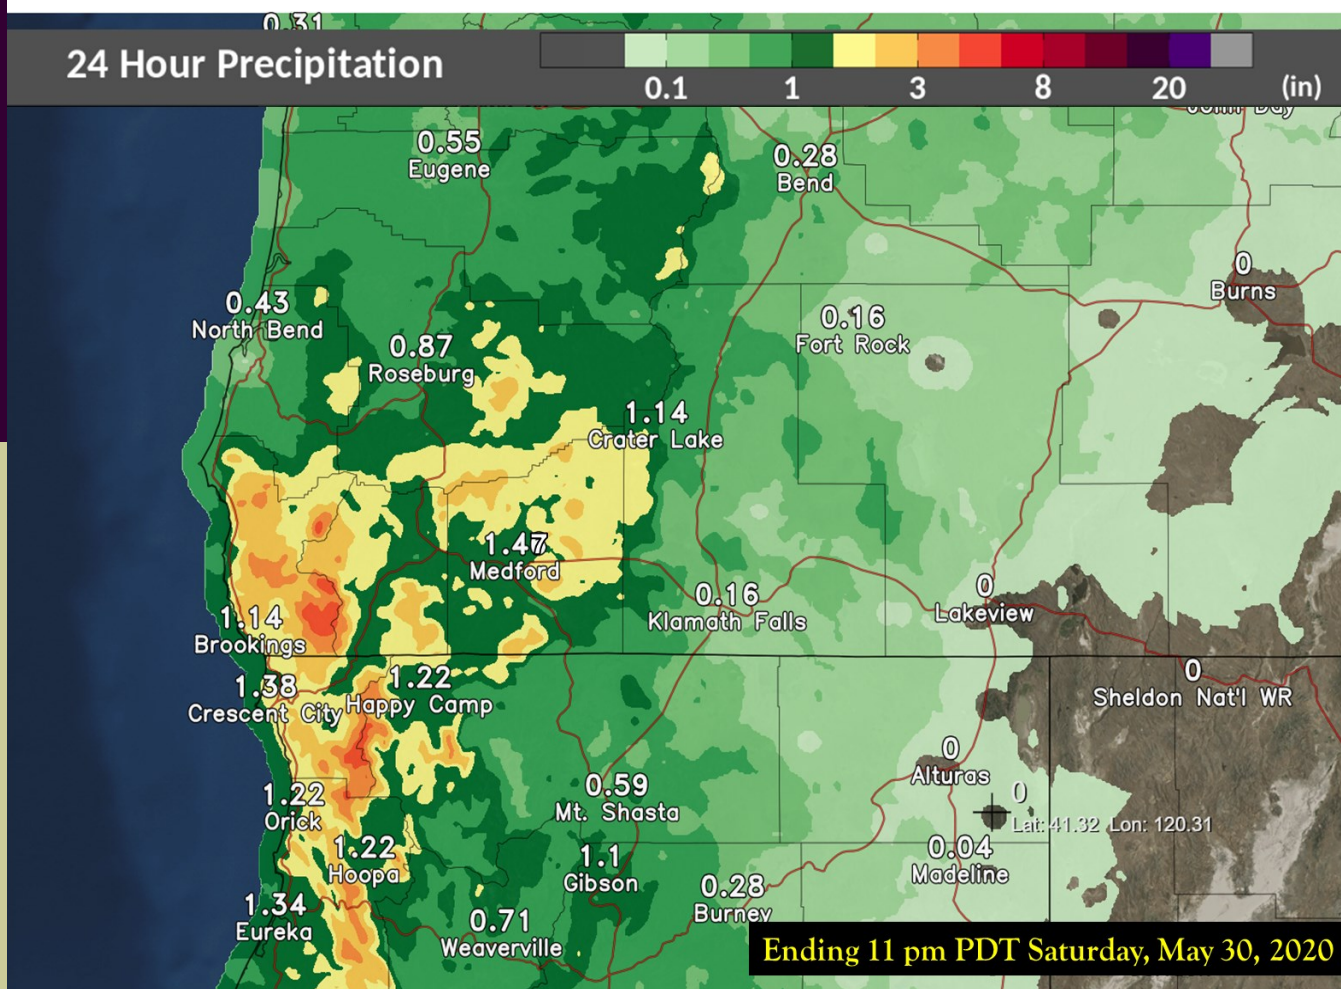 0.31
24 Hour Precipitation
0.1 1 3 8 20 (in)
John Day
0.55
Eugene
0.28
Bend
0
Burns
0.43
North Bend
0.16
Fort Rock
0.87
Roseburg
1.14
Crater Lake
1.47
Medford
0
Lakeview
0.16
Klamath Falls
1.14
Brookings
0
Sheldon Nat'l WR
1.38
Crescent City
1.22
Happy Camp
0
Alturas
0.59
Mt. Shasta
1.22
Orick
0
Lat: 41.32 Lon: 120.31
0.04
Madeline
1.22
Hoopa
1.1
Gibson
0.28
Burney
1.34
Eureka
0.71
Weaverville
Ending 11 pm PDT Saturday, May 30, 2020